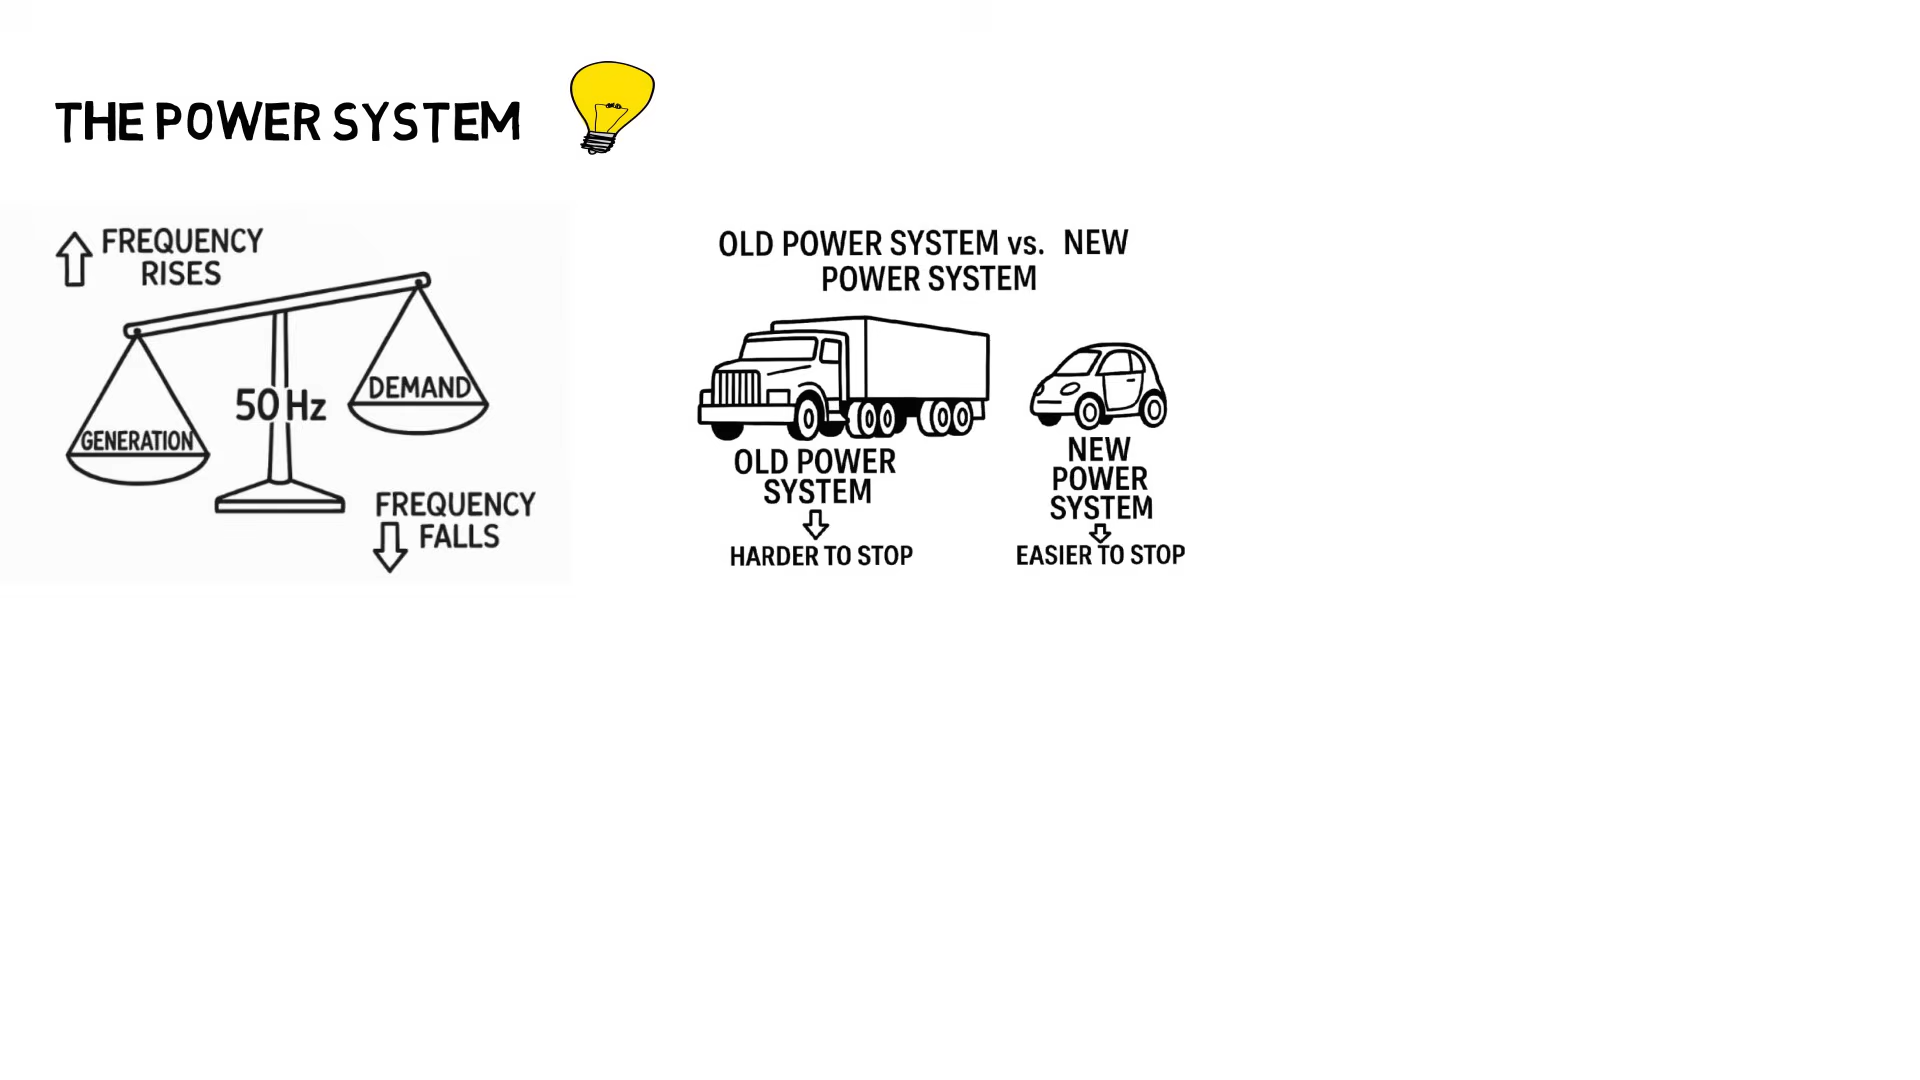 THE POWER SYSTEM
FREQUENCY
RISES
50 Hz
DEMAND
GENERATION
FREQUENCY
FALLS
OLD POWER SYSTEM vs. NEW
POWER SYSTEM
OLD POWER
SYSTEM
HARDER TO STOP
NEW
POWER
SYSTEM
EASIER TO STOP